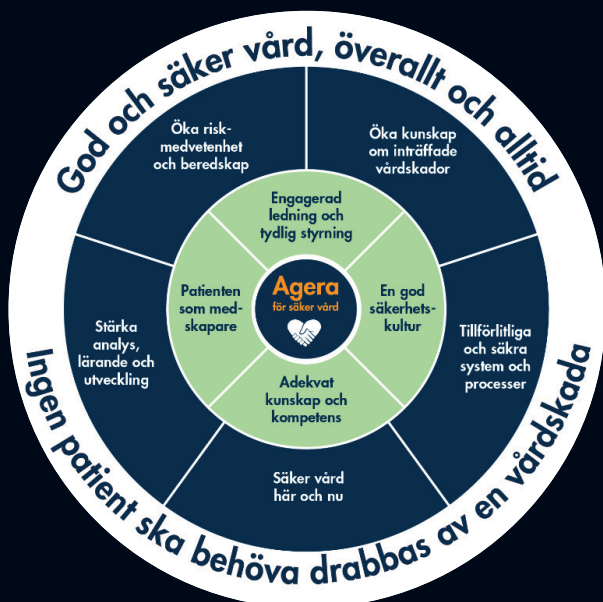 God och säker vård, överallt och alltid
Öka risk-
medvetenhet
och beredskap
Öka kunskap
om inträffade
vårdskador
Engagerad
ledning och
tydlig styrning
Patienten
som med-
skapare
Agera
för säker vård
En god
säkerhets-
kultur
Stärka
analys,
lärande och
utveckling
Tillförlitliga
och säkra
system och
processer
Adekvat
kunskap och
kompetens
Säker vård
här och nu
Ingen patient ska behöva drabbas av en vårdskada